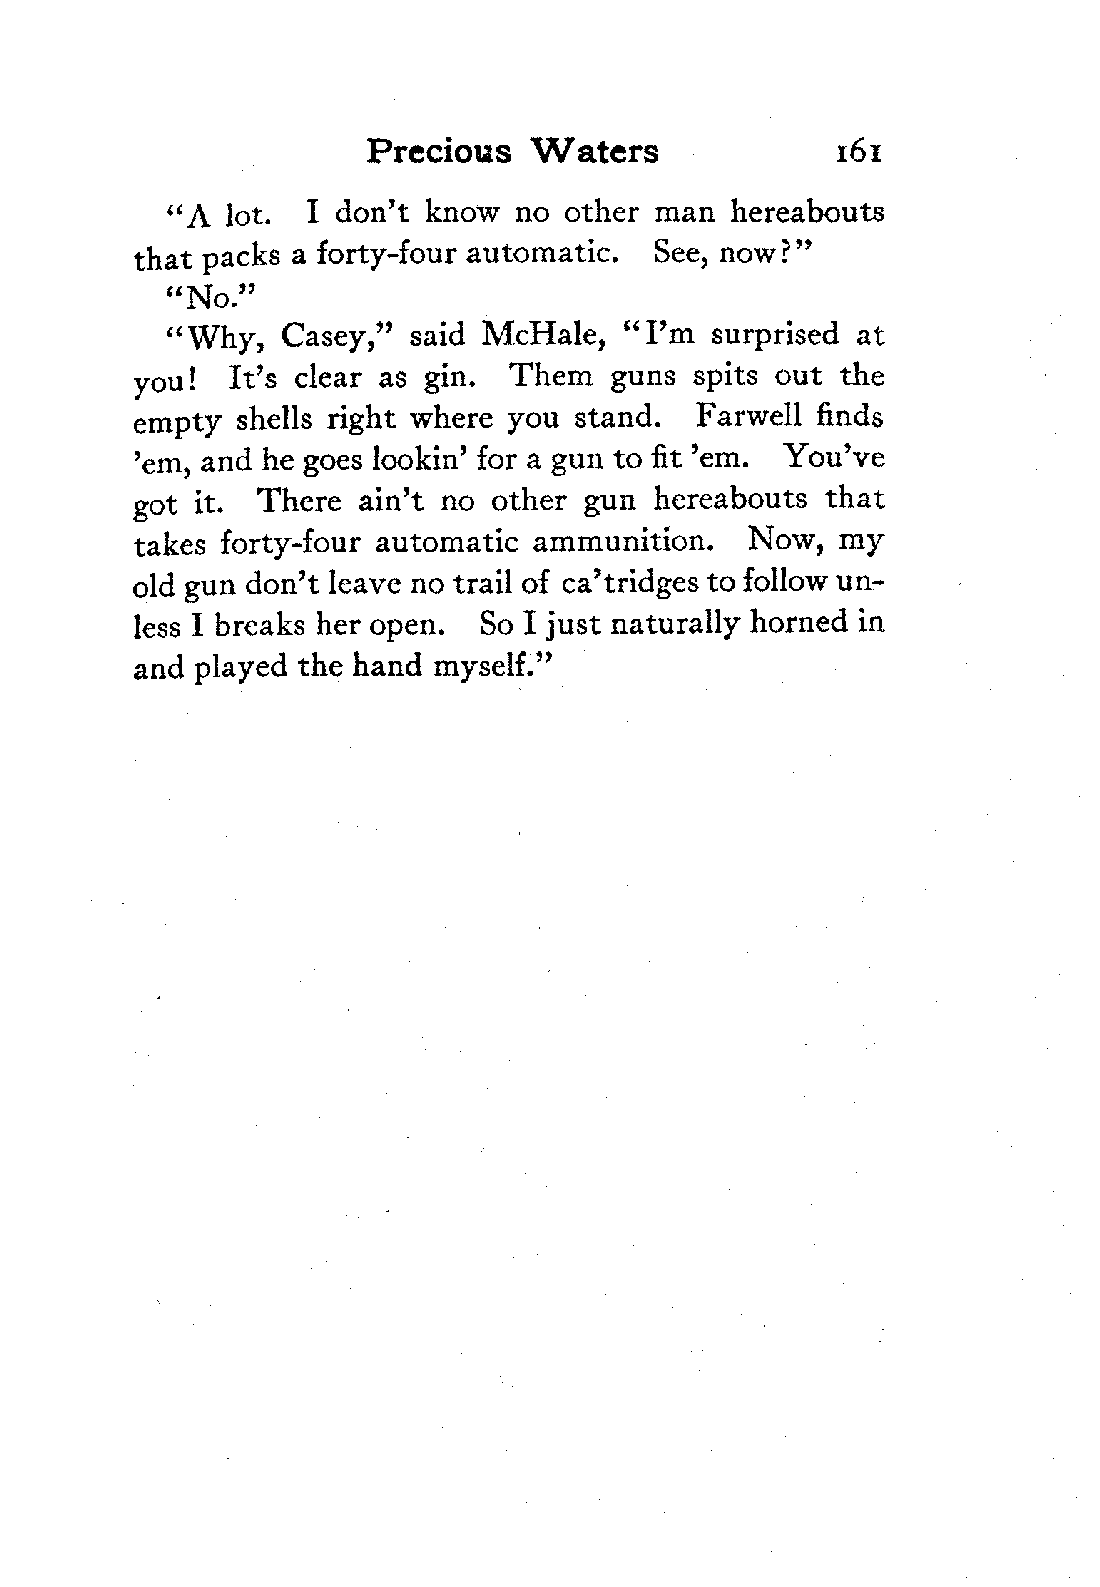 Precious Waters 161
"A lot. I don't know no other man hereabouts
that packs a forty-four automatic. See, now?"
"No."
"Why, Casey," said McHale, "I'm surprised at
you! It's clear as gin. Them guns spits out the
empty shells right where you stand. Farwell finds
'em, and he goes lookin' for a gun to fit 'em. You've
got it. There ain't no other gun hereabouts that
takes forty-four automatic ammunition. Now, my
old gun don't leave no trail of ca'tridges to follow un-
less I breaks her open. So I just naturally horned in
and played the hand myself."